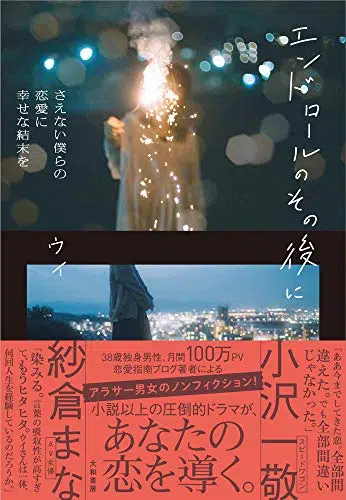 エンドロールのその後に
さえない僕らの
恋愛に
幸せな結末を
ウイ
「ああ今までしてきた恋、全部間
違えた。でも全部間違い
じゃなかった。」
小沢一敬
スピードワゴン
38歳独身男性、月間100万PV
恋愛指南ブログ著者による
アラサー男女のノンフィクション!
小説以上の圧倒的ドラマが、
あなたの
恋を導く。
大和書房
紗倉まな
AV女優
「染みる。言葉の吸収性が高すぎ
て、もうヒタヒタ。ウイさんは一体、
何回人生を経験しているのだろうか。」